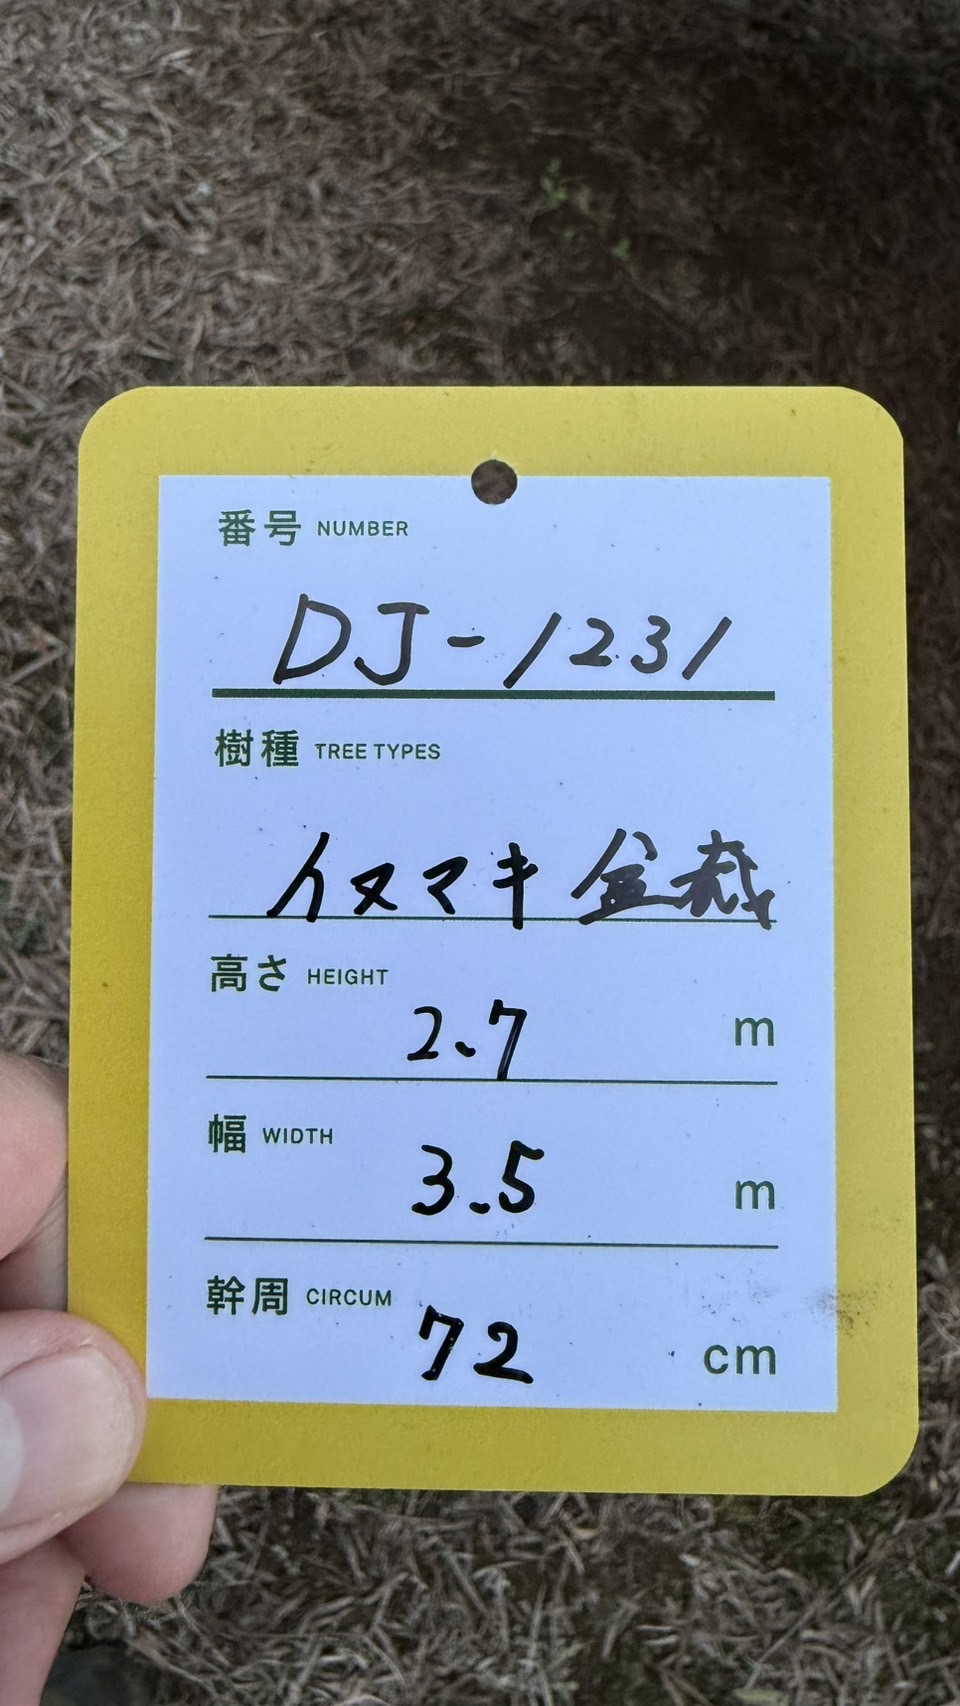 番号 NUMBER
DJ-1231
樹種 TREE TYPES
イヌマキ盆栽
高さ HEIGHT
2.7 m
幅 WIDTH
3.5 m
幹周 CIRCUM
72 cm